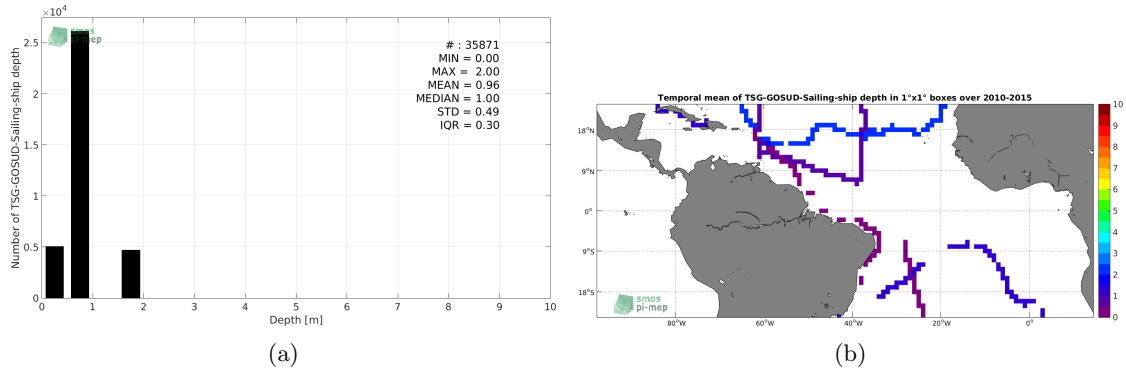 ×10⁴
smos
pi-mep
Number of TSG-GOSUD-Sailing-ship depth
2.5
2
1.5
1
0.5
0
# : 35871
MIN = 0.00
MAX = 2.00
MEAN = 0.96
MEDIAN = 1.00
STD = 0.49
IQR = 0.30
0 1 2 3 4 5 6 7 8 9 10
Depth [m]
(a)
Temporal mean of TSG-GOSUD-Sailing-ship depth in 1°x1° boxes over 2010-2015
18°N
9°N
0°
9°S
18°S
80°W 60°W 40°W 20°W 0°
smos
pi-mep
10
9
8
7
6
5
4
3
2
1
0
(b)